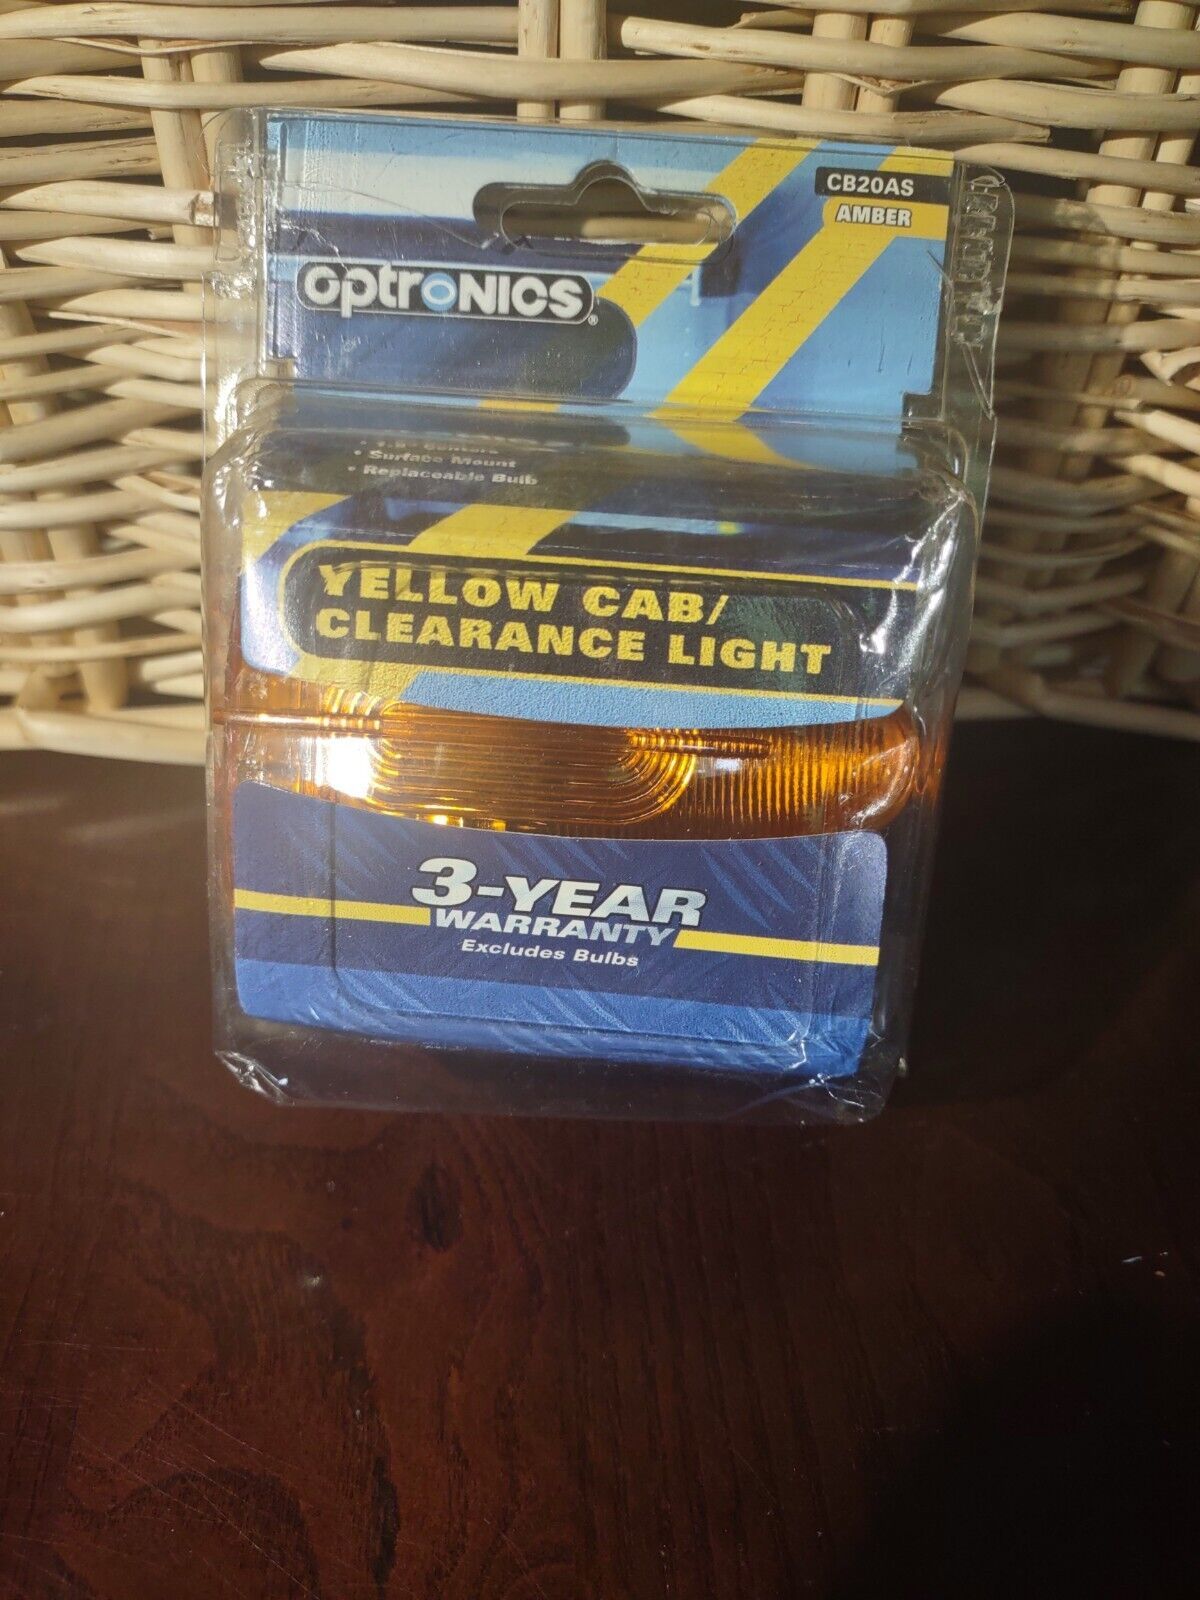 CB20AS
AMBER
optroNICS®
• Surface Mount
• Replaceable Bulb
YELLOW CAB/
CLEARANCE LIGHT
3-YEAR
WARRANTY
Excludes Bulbs